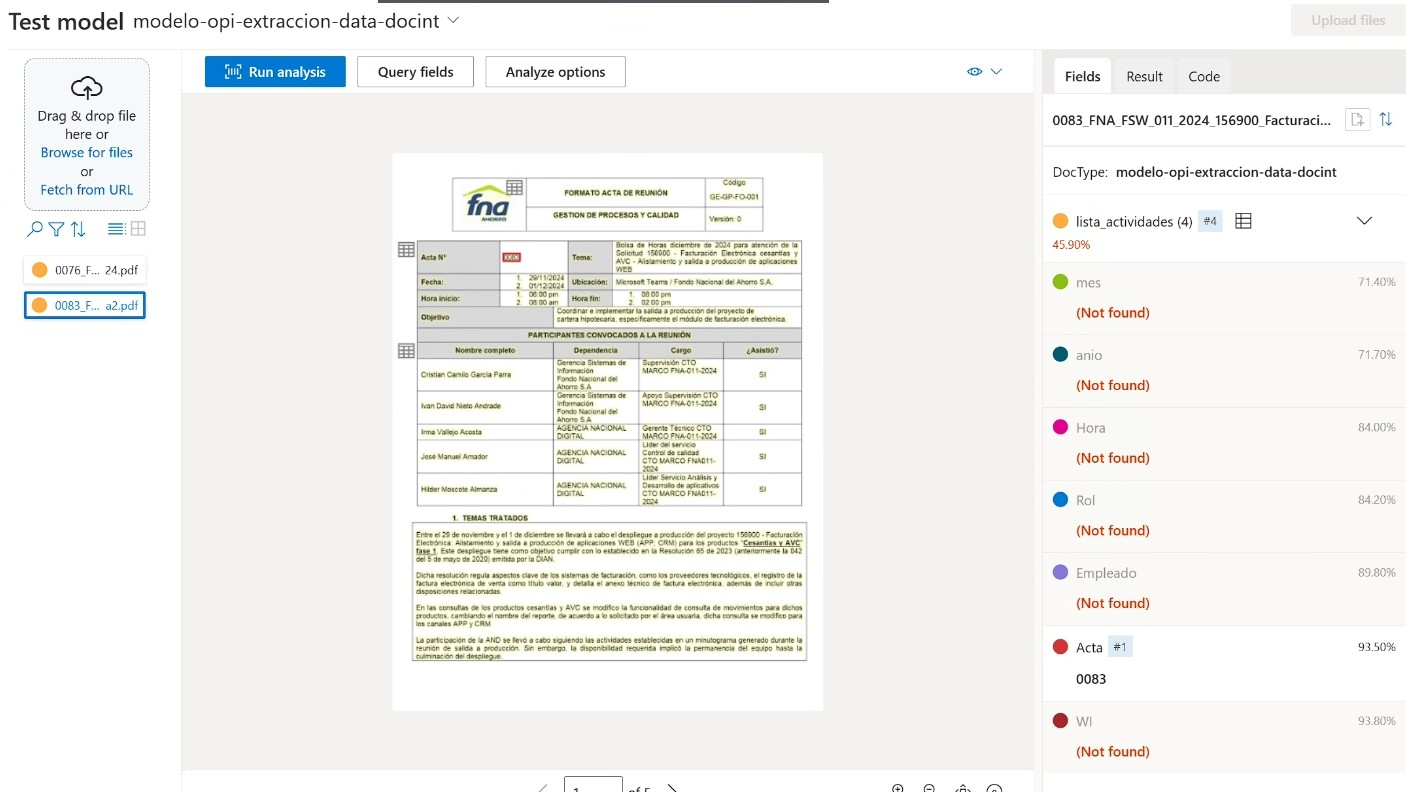 Test model modelo-opi-extraccion-data-docint
Upload files
Drag & drop file
here or
Browse for files
or
Fetch from URL
0076_F... 24.pdf
0083_F... a2.pdf
Run analysis
Query fields
Analyze options
fna
AHORRO
FORMATO ACTA DE REUNIÓN
GESTION DE PROCESOS Y CALIDAD
Código
GE-GP-FO-001
Versión: 0
Acta N°
0083
Tema:
Bolsa de Horas diciembre de 2024 para atención de la
Solicitud 156900 - Facturación Electrónica cesantías y
AVC - Alistamiento y salida a producción de aplicaciones
WEB
Fecha:
1. 29/11/2024
2. 01/12/2024
Ubicación:
Microsoft Teams / Fondo Nacional del Ahorro S.A.
Hora inicio:
1. 08:00 pm
2. 08:00 am
Hora fin:
1. 08:00 pm
2. 02:00 pm
Objetivo
Coordinar e implementar la salida a producción del proyecto de
cartera hipotecaria, específicamente el módulo de facturación electrónica.
PARTICIPANTES CONVOCADOS A LA REUNIÓN
Nombre completo
Dependencia
Cargo
¿Asistió?
Cristian Camilo García Parra
Gerencia Sistemas de
Información
Fondo Nacional del
Ahorro S.A
Supervisión CTO
MARCO FNA-011-2024
SI
Ivan David Nieto Andrade
Gerencia Sistemas de
Información
Fondo Nacional del
Ahorro S.A
Apoyo Supervisión CTO
MARCO FNA-011-2024
SI
Irma Vallejo Acosta
AGENCIA NACIONAL
DIGITAL
Gerente Técnico CTO
MARCO FNA-011-2024
SI
José Manuel Amador
AGENCIA NACIONAL
DIGITAL
Líder del servicio
Control de calidad
CTO MARCO FNA011-
2024
SI
Hilder Moscote Almanza
AGENCIA NACIONAL
DIGITAL
Líder Servicio Análisis y
Desarrollo de aplicativos
CTO MARCO FNA011-
2024
SI
1. TEMAS TRATADOS
Entre el 29 de noviembre y el 1 de diciembre se llevará a cabo el despliegue a producción del proyecto 156900 - Facturación
Electrónica: Alistamiento y salida a producción de aplicaciones WEB (APP, CRM) para los productos "Cesantías y AVC"
fase 1. Este despliegue tiene como objetivo cumplir con lo establecido en la Resolución 65 de 2023 (anteriormente la 042
del 5 de mayo de 2020) emitida por la DIAN.
Dicha resolución regula aspectos clave de los sistemas de facturación, como los proveedores tecnológicos, el registro de la
factura electrónica de venta como título valor, y detalla el anexo técnico de factura electrónica, además de incluir otras
disposiciones relacionadas.
En las consultas de los productos cesantías y AVC se modifico la funcionalidad de consulta de movimientos para dichos
productos, cambiando el nombre del reporte, de acuerdo a lo solicitado por el área usuaria, dicha consulta se modifico para
los canales APP y CRM
La participación de la AND se llevó a cabo siguiendo las actividades establecidas en un minutograma generado durante la
reunión de salida a producción. Sin embargo, la disponibilidad requerida implicó la permanencia del equipo hasta la
culminación del despliegue.
1 of 5
Fields
Result
Code
0083_FNA_FSW_011_2024_156900_Facturaci...
DocType: modelo-opi-extraccion-data-docint
lista_actividades (4) #4
45.90%
mes 71.40%
(Not found)
anio 71.70%
(Not found)
Hora 84.00%
(Not found)
Rol 84.20%
(Not found)
Empleado 89.80%
(Not found)
Acta #1 93.50%
0083
WI 93.80%
(Not found)